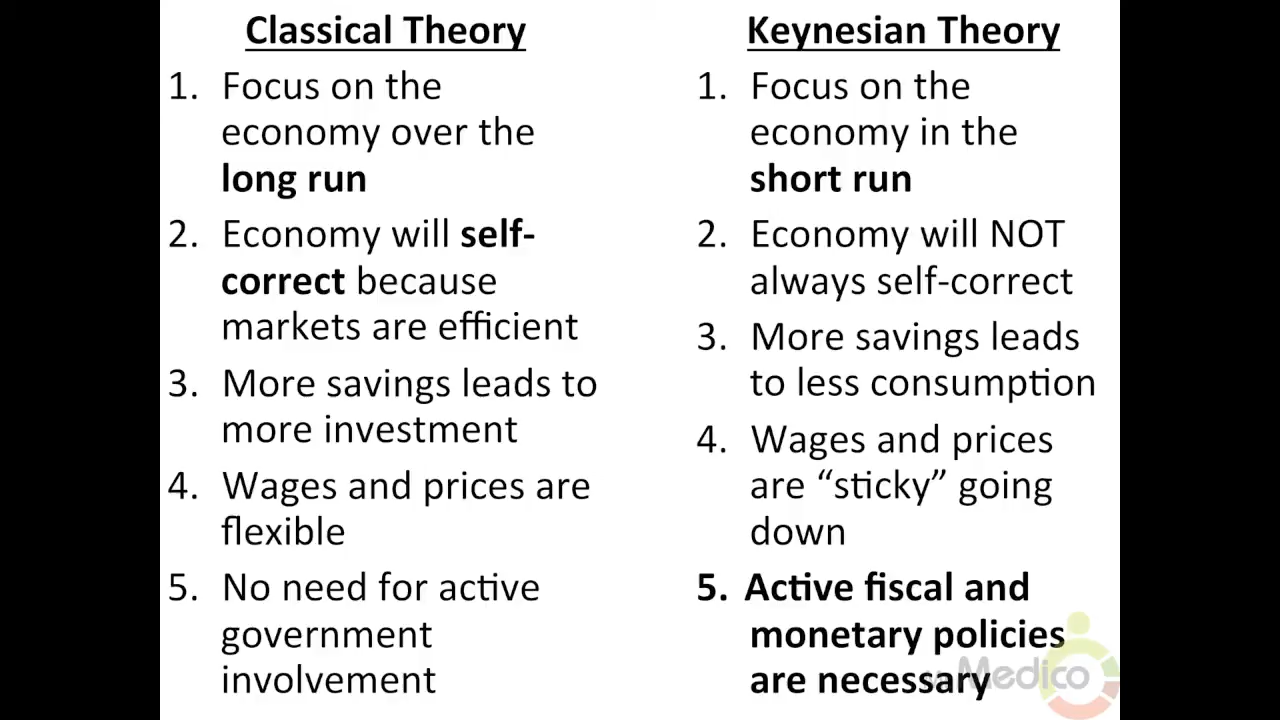 Classical Theory
1. Focus on the
economy over the
long run
2. Economy will self-
correct because
markets are efficient
3. More savings leads to
more investment
4. Wages and prices are
flexible
5. No need for active
government
involvement
Keynesian Theory
1. Focus on the
economy in the
short run
2. Economy will NOT
always self-correct
3. More savings leads
to less consumption
4. Wages and prices
are “sticky” going
down
5. Active fiscal and
monetary policies
are necessary
Medico